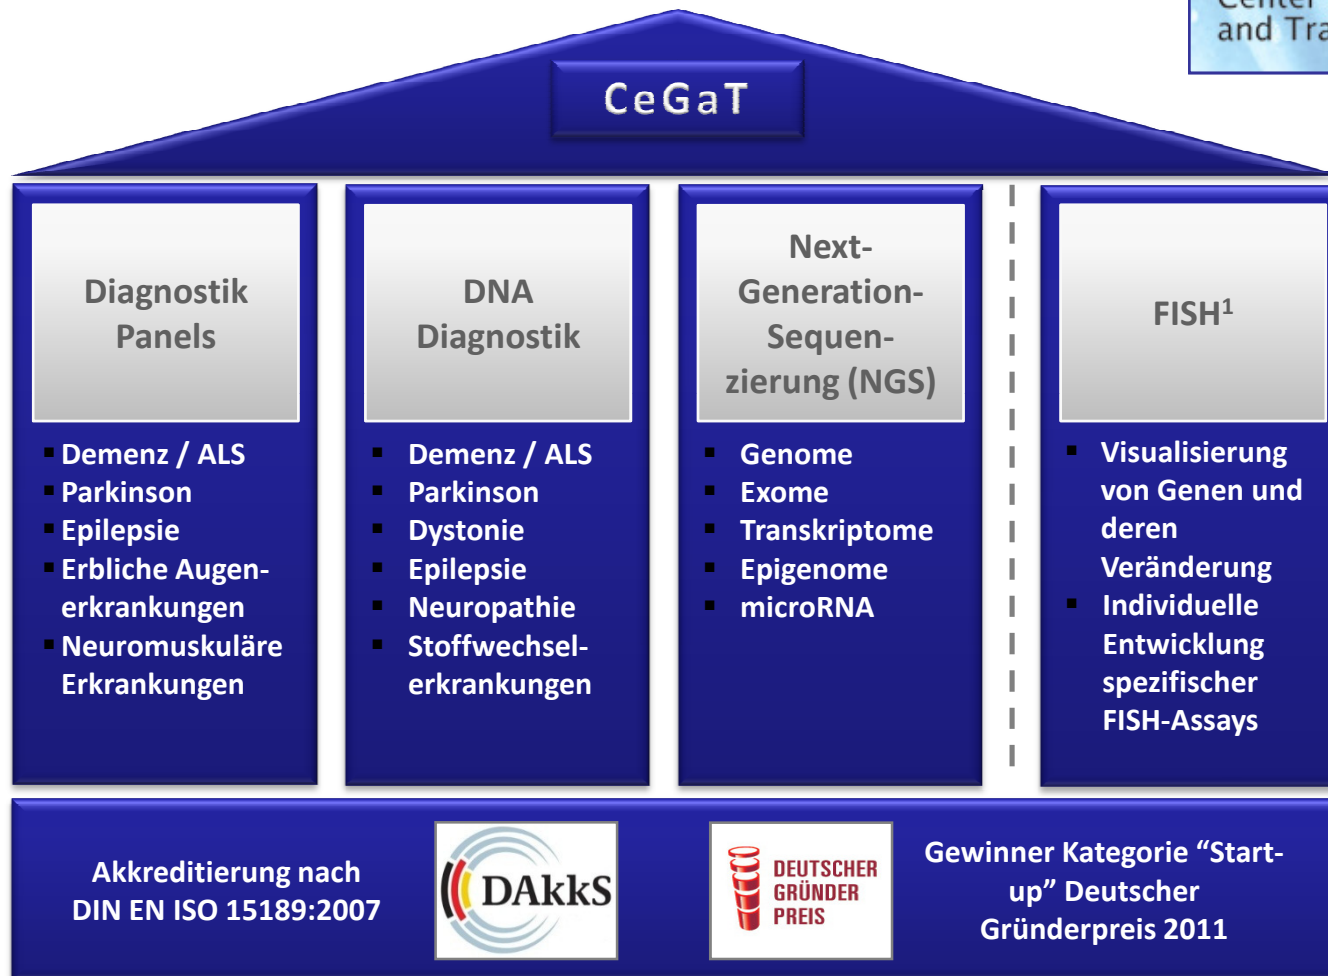 Center
and Tra
CeGaT
Diagnostik
Panels
▪ Demenz / ALS
▪ Parkinson
▪ Epilepsie
▪ Erbliche Augen-
erkrankungen
▪ Neuromuskuläre
Erkrankungen
DNA
Diagnostik
▪ Demenz / ALS
▪ Parkinson
▪ Dystonie
▪ Epilepsie
▪ Neuropathie
▪ Stoffwechsel-
erkrankungen
Next-
Generation-
Sequen-
zierung (NGS)
▪ Genome
▪ Exome
▪ Transkriptome
▪ Epigenome
▪ microRNA
FISH¹
▪ Visualisierung
von Genen und
deren
Veränderung
▪ Individuelle
Entwicklung
spezifischer
FISH-Assays
Akkreditierung nach
DIN EN ISO 15189:2007
DAkkS
DEUTSCHER
GRÜNDER
PREIS
Gewinner Kategorie “Start-
up” Deutscher
Gründerpreis 2011